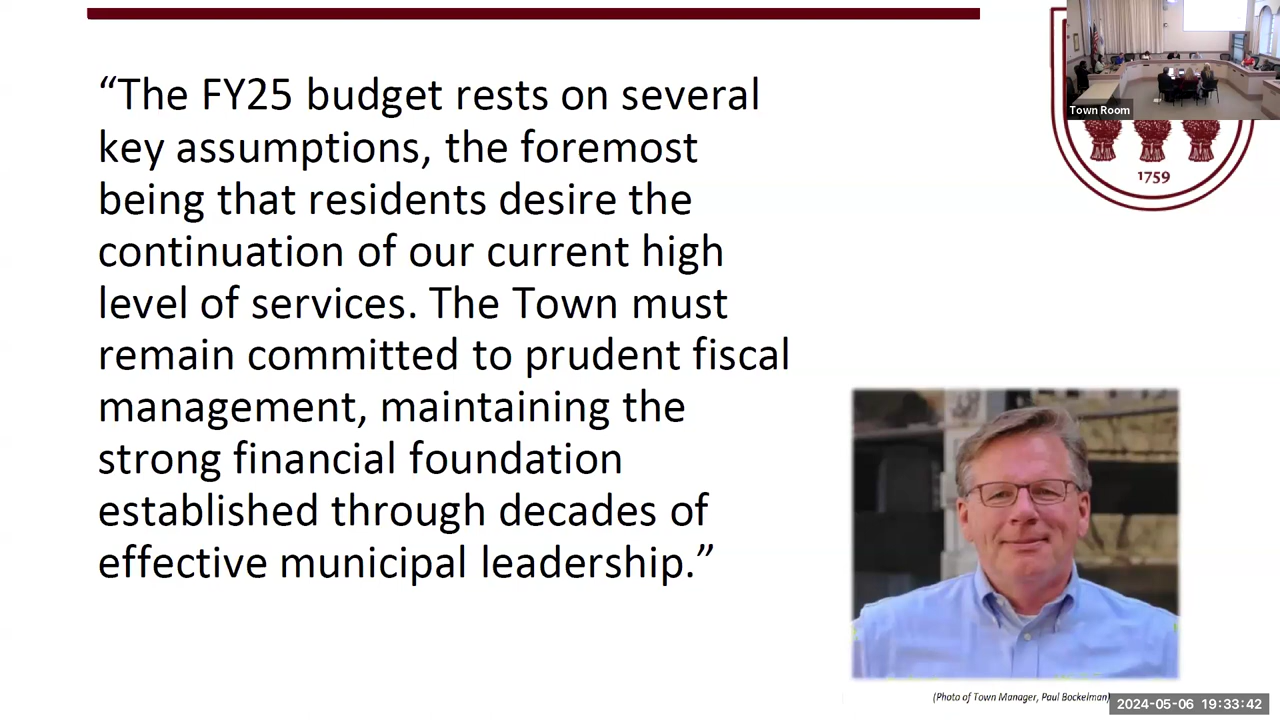 “The FY25 budget rests on several
key assumptions, the foremost
being that residents desire the
continuation of our current high
level of services. The Town must
remain committed to prudent fiscal
management, maintaining the
strong financial foundation
established through decades of
effective municipal leadership.”
Town Room
1759
(Photo of Town Manager, Paul Bockelman)
2024-05-06 19:33:42